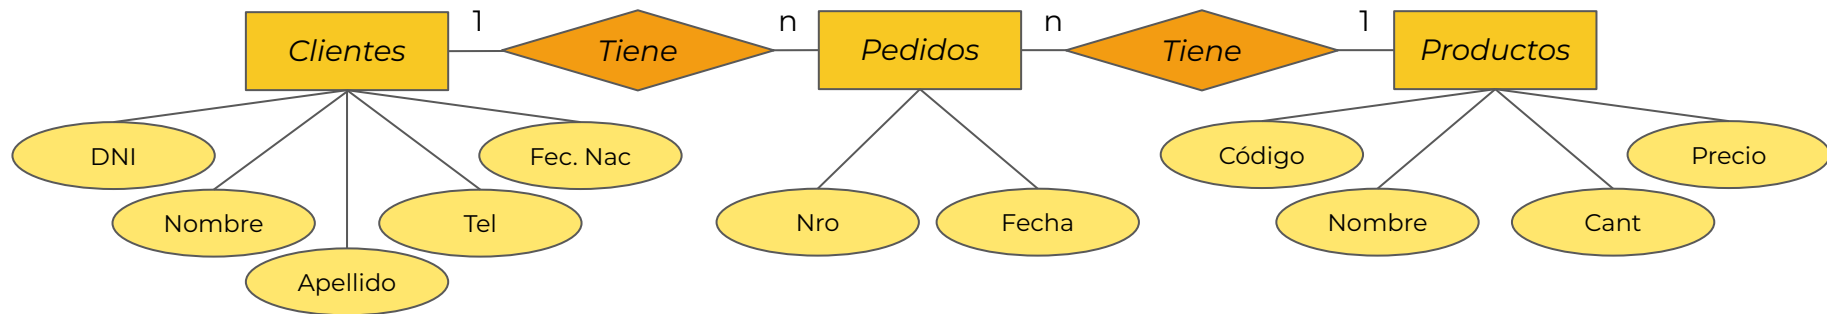 Clientes
1
Tiene
n
Pedidos
n
Tiene
1
Productos
DNI
Nombre
Apellido
Tel
Fec. Nac
Nro
Fecha
Código
Nombre
Cant
Precio